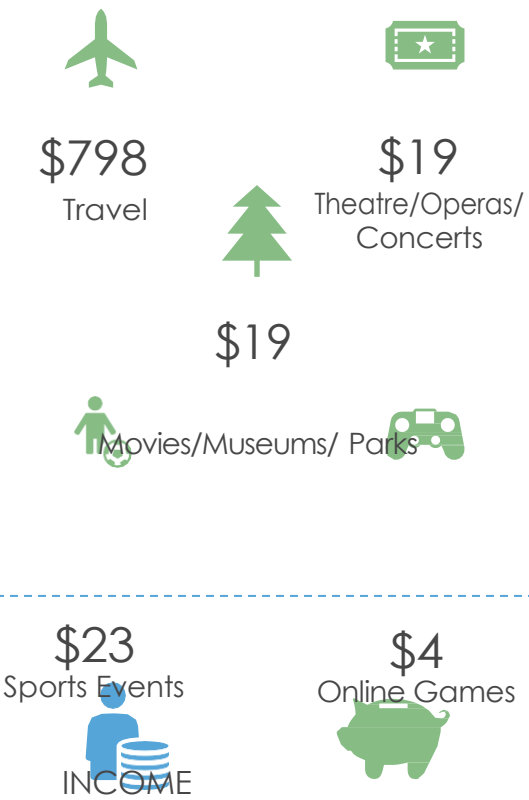 $798
Travel
$19
Theatre/Operas/
Concerts
$19
Movies/Museums/ Parks
$23
Sports Events
$4
Online Games
INCOME